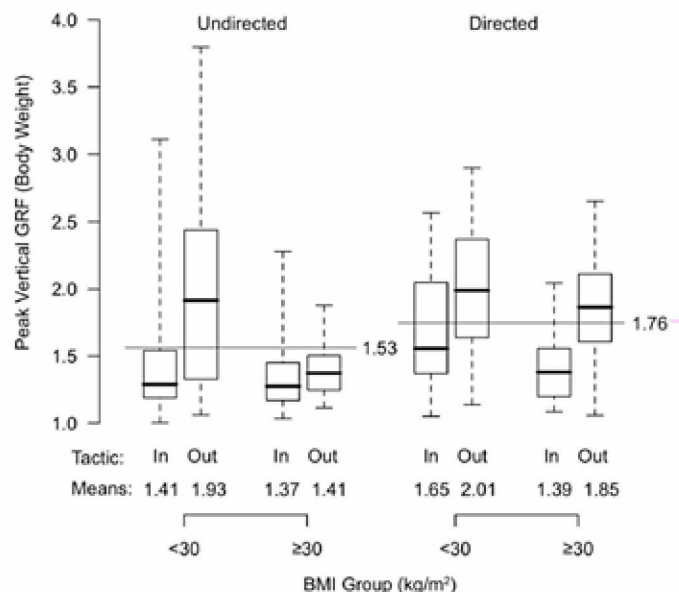 Undirected Directed
Peak Vertical GRF (Body Weight)
4.0
3.5
3.0
2.5
2.0
1.5
1.0
1.53
1.76
Tactic: In Out In Out In Out In Out
Means: 1.41 1.93 1.37 1.41 1.65 2.01 1.39 1.85
<30 ≥30 <30 ≥30
BMI Group (kg/m²)